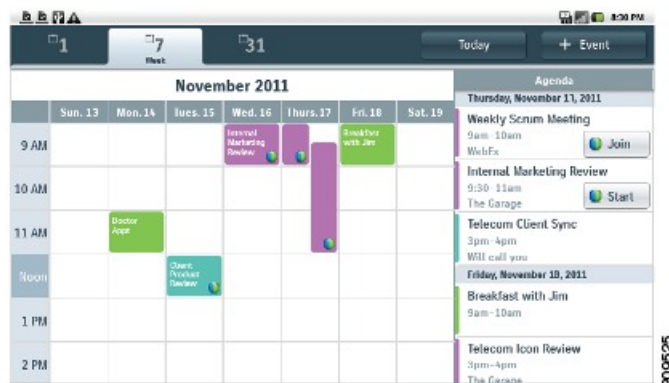 8:30 PM
1
7
Week
31
Today
+ Event
November 2011
Sun. 13 Mon. 14 Tues. 15 Wed. 16 Thurs. 17 Fri. 18 Sat. 19
9 AM
10 AM
11 AM
Noon
1 PM
2 PM
Internal
Marketing
Review
Breakfast
with Jim
Doctor
Appt
Client
Product
Review
Agenda
Thursday, November 17, 2011
Weekly Scrum Meeting
9am-10am
WebEx
Join
Internal Marketing Review
9:30-11am
The Garage
Start
Telecom Client Sync
3pm-4pm
Will call you
Friday, November 18, 2011
Breakfast with Jim
9am-10am
Telecom Icon Review
3pm-4pm
The Garage